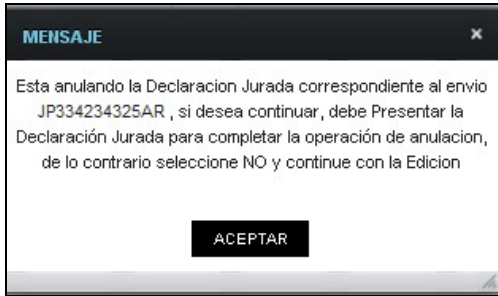 MENSAJE ×
Esta anulando la Declaracion Jurada correspondiente al envio
JP334234325AR , si desea continuar, debe Presentar la
Declaración Jurada para completar la operación de anulacion,
de lo contrario seleccione NO y continue con la Edicion
ACEPTAR